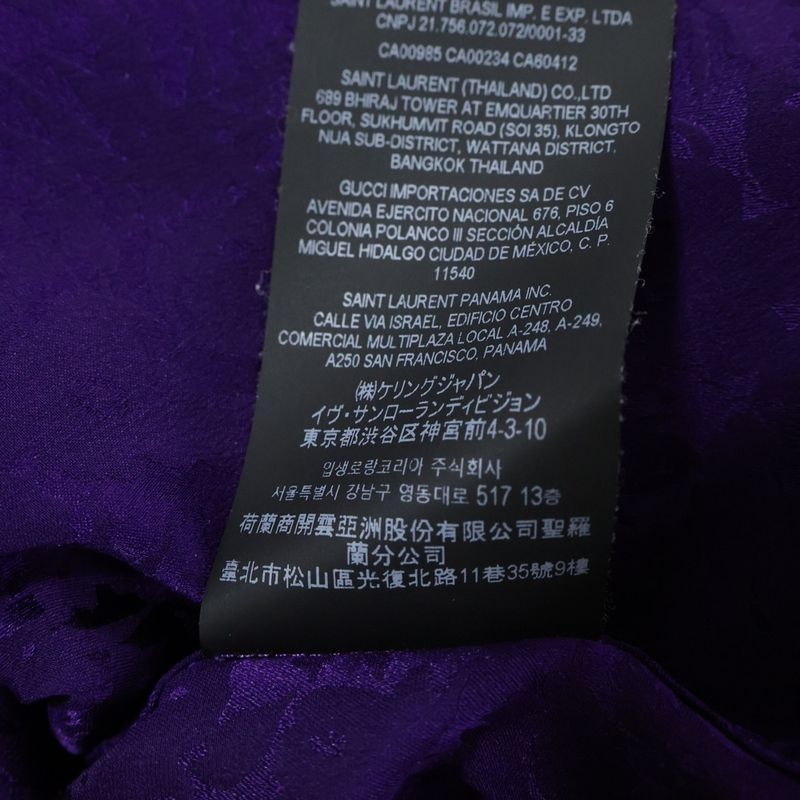 SAINT LAURENT BRASIL IMP. E EXP. LTDA
CNPJ 21.756.072.072/0001-33
CA00985 CA00234 CA60412
SAINT LAURENT (THAILAND) CO.,LTD
689 BHIRAJ TOWER AT EMQUARTIER 30TH
FLOOR, SUKHUMVIT ROAD (SOI 35), KLONGTO
NUA SUB-DISTRICT, WATTANA DISTRICT,
BANGKOK THAILAND
GUCCI IMPORTACIONES SA DE CV
AVENIDA EJERCITO NACIONAL 676, PISO 6
COLONIA POLANCO III SECCIÓN ALCALDÍA
MIGUEL HIDALGO CIUDAD DE MÉXICO, C. P.
11540
SAINT LAURENT PANAMA INC.
CALLE VIA ISRAEL, EDIFICIO CENTRO
COMERCIAL MULTIPLAZA LOCAL A-248, A-249,
A250 SAN FRANCISCO, PANAMA
(株)ケリングジャパン
イヴ・サンローランディビジョン
東京都渋谷区神宮前4-3-10
입생로랑코리아 주식회사
서울특별시 강남구 영동대로 517 13층
荷蘭商開雲亞洲股份有限公司聖羅
蘭分公司
臺北市松山區光復北路11巷35號9樓